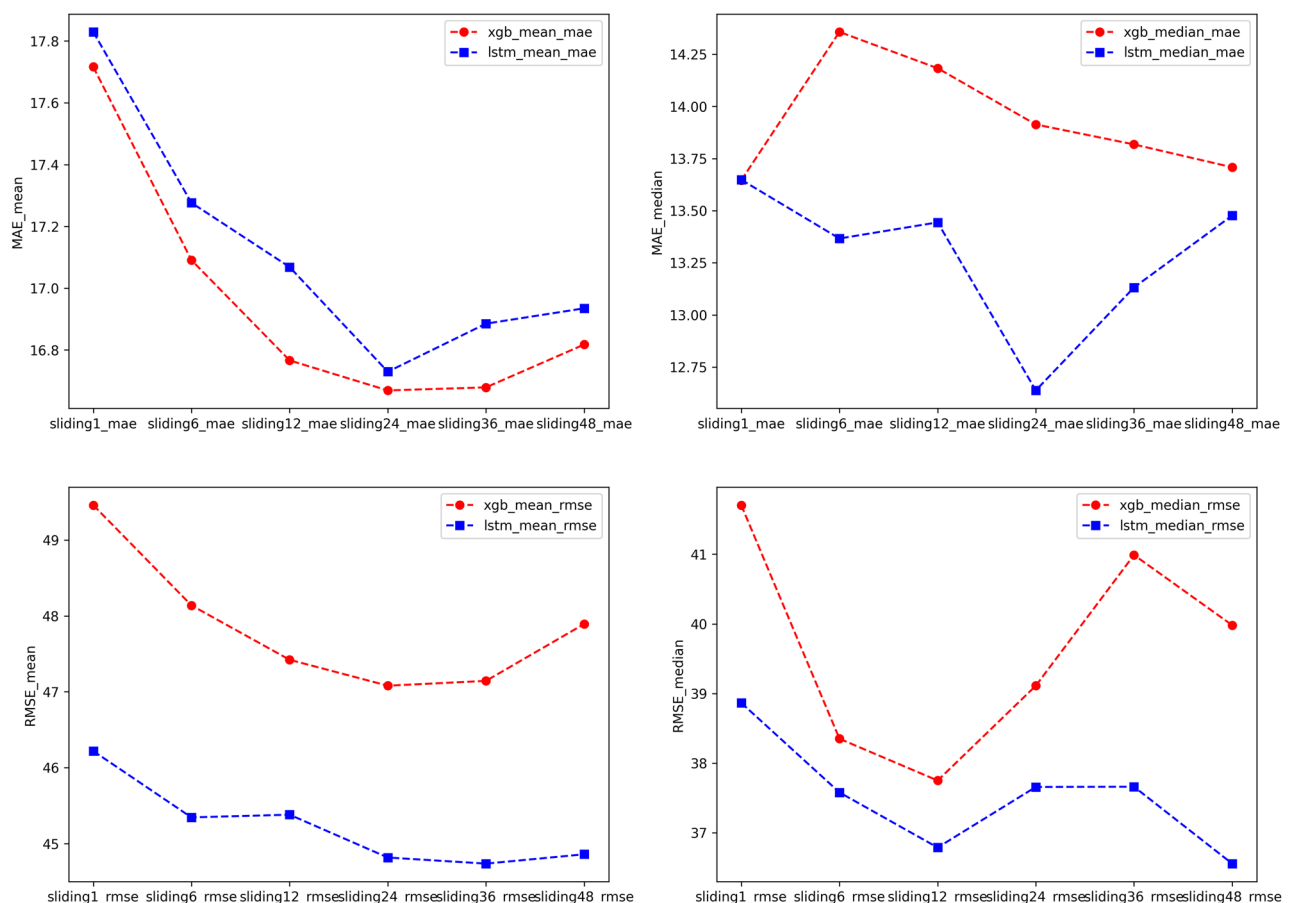 xgb_mean_mae
lstm_mean_mae
17.8
17.6
17.4
17.2
17.0
16.8
MAE_mean
sliding1_mae sliding6_mae sliding12_mae sliding24_mae sliding36_mae sliding48_mae
xgb_median_mae
lstm_median_mae
14.25
14.00
13.75
13.50
13.25
13.00
12.75
MAE_median
sliding1_mae sliding6_mae sliding12_mae sliding24_mae sliding36_mae sliding48_mae
xgb_mean_rmse
lstm_mean_rmse
49
48
47
46
45
RMSE_mean
sliding1_rmse sliding6_rmse sliding12_rmse sliding24_rmse sliding36_rmse sliding48_rmse
xgb_median_rmse
lstm_median_rmse
41
40
39
38
37
RMSE_median
sliding1_rmse sliding6_rmse sliding12_rmse sliding24_rmse sliding36_rmse sliding48_rmse